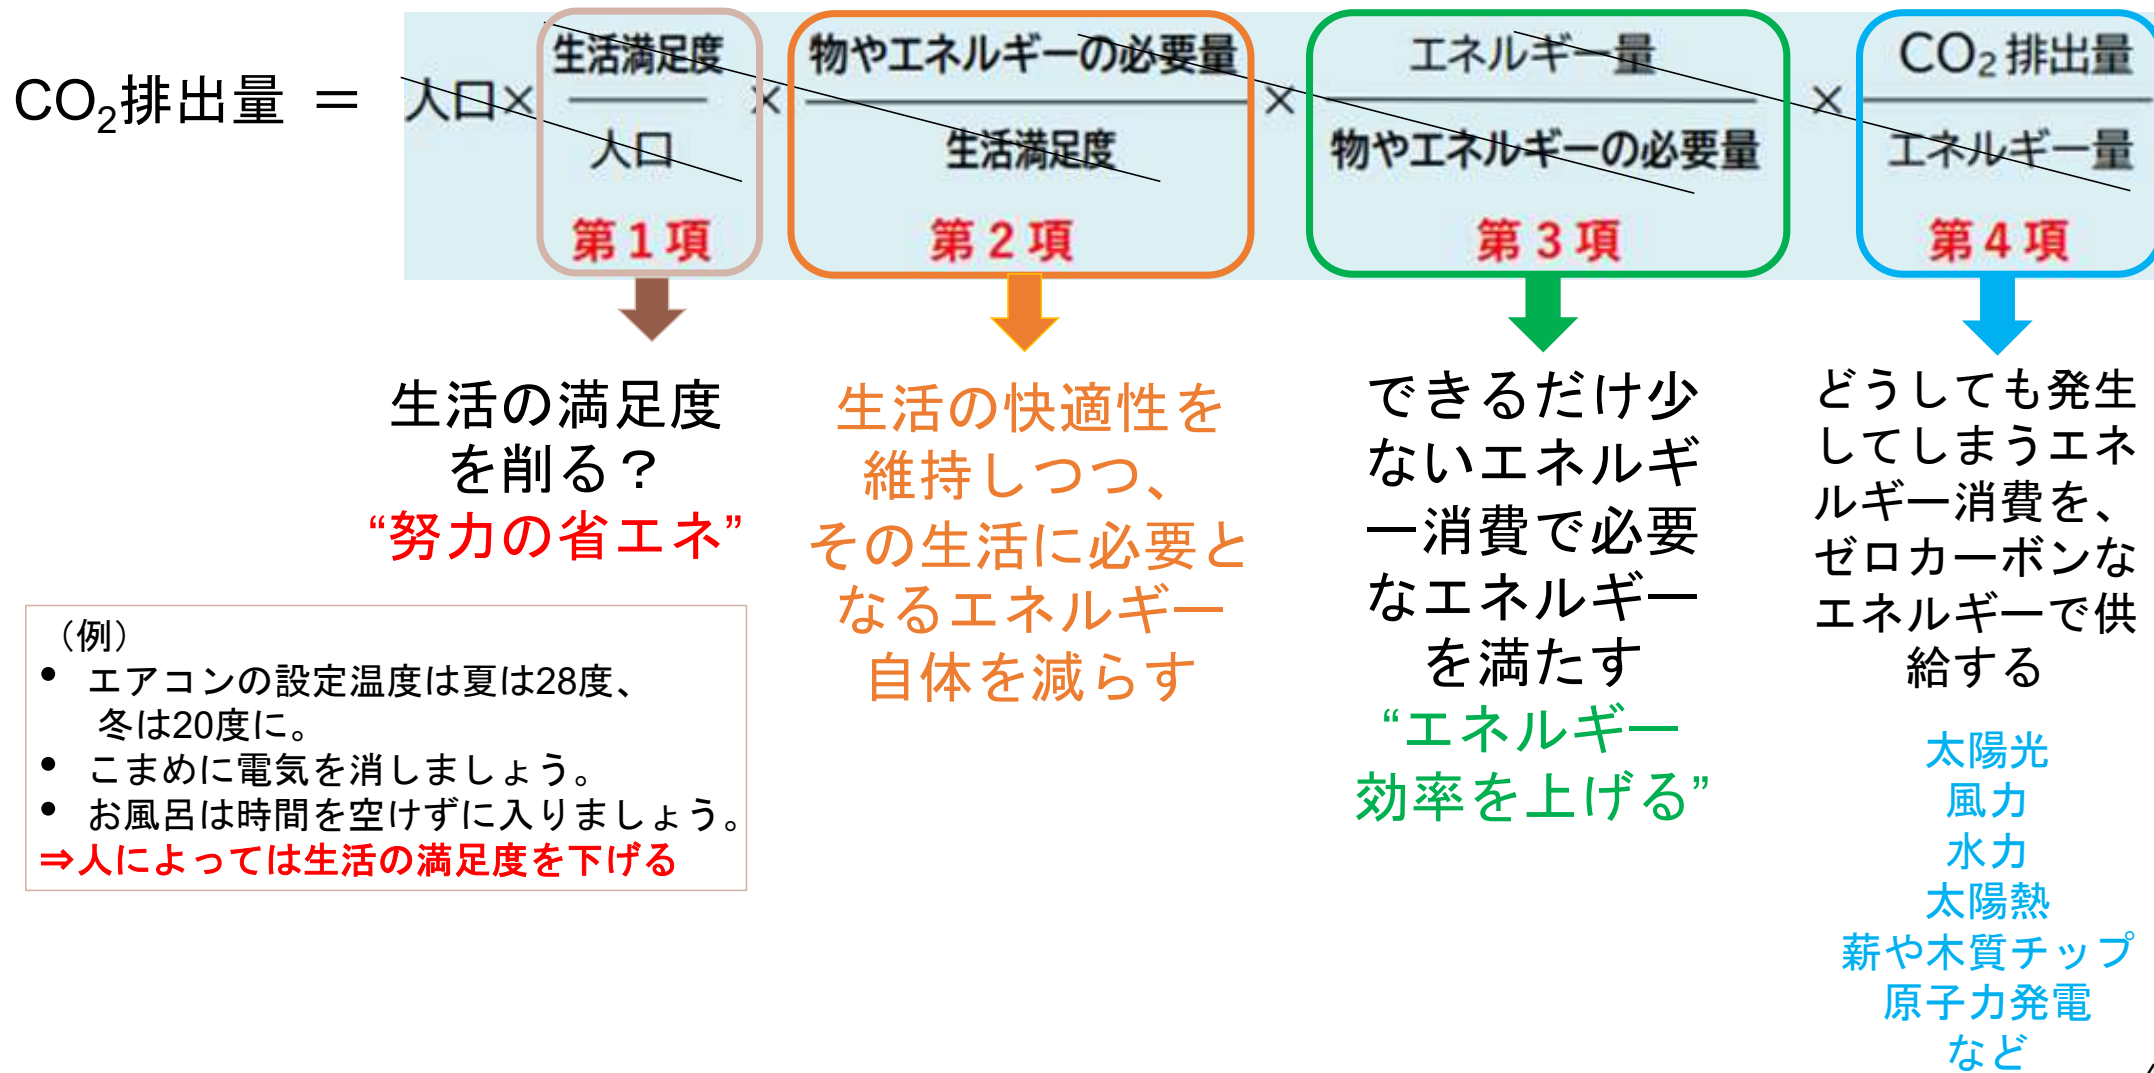 CO₂排出量 ＝ 人口×生活満足度/人口×物やエネルギーの必要量/生活満足度×エネルギー量/物やエネルギーの必要量×CO₂排出量/エネルギー量
第1項
第2項
第3項
第4項
生活の満足度
を削る？
“努力の省エネ”
（例）
• エアコンの設定温度は夏は28度、
冬は20度に。
• こまめに電気を消しましょう。
• お風呂は時間を空けずに入りましょう。
⇒人によっては生活の満足度を下げる
生活の快適性を
維持しつつ、
その生活に必要と
なるエネルギー
自体を減らす
できるだけ少
ないエネルギ
ー消費で必要
なエネルギー
を満たす
“エネルギー
効率を上げる”
どうしても発生
してしまうエネ
ルギー消費を、
ゼロカーボンな
エネルギーで供
給する
太陽光
風力
水力
太陽熱
薪や木質チップ
原子力発電
など